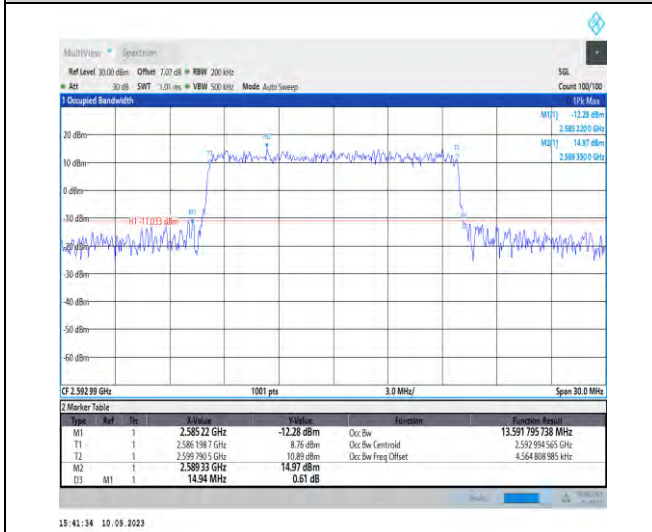 MultiView Spectrum
Ref Level 30.00 dBm Offset 7.07 dB RBW 200 kHz SGL
Att 30 dB SWT 1.01 ms VBW 500 kHz Mode Auto Sweep Count 100/100
1 Occupied Bandwidth 1Pk Max
M1[1] -12.28 dBm
2.585 2200 GHz
M2[1] 14.97 dBm
2.589 3300 GHz
20 dBm
M2
T1
T2
10 dBm
0 dBm
M1
-10 dBm
H1 -11.033 dBm
-20 dBm
-30 dBm
-40 dBm
-50 dBm
-60 dBm
CF 2.592 99 GHz 1001 pts 3.0 MHz/ Span 30.0 MHz
2 Marker Table
Type Ref Trc X-Value Y-Value Function Function Result
M1 1 2.585 22 GHz -12.28 dBm Occ Bw 13.591 795 738 MHz
T1 1 2.586 198 7 GHz 8.76 dBm Occ Bw Centroid 2.592 994 565 GHz
T2 1 2.599 790 5 GHz 10.89 dBm Occ Bw Freq Offset 4.564 808 985 kHz
M2 1 2.589 33 GHz 14.97 dBm
D3 M1 1 14.94 MHz 0.61 dB
15:41:34 10.09.2023